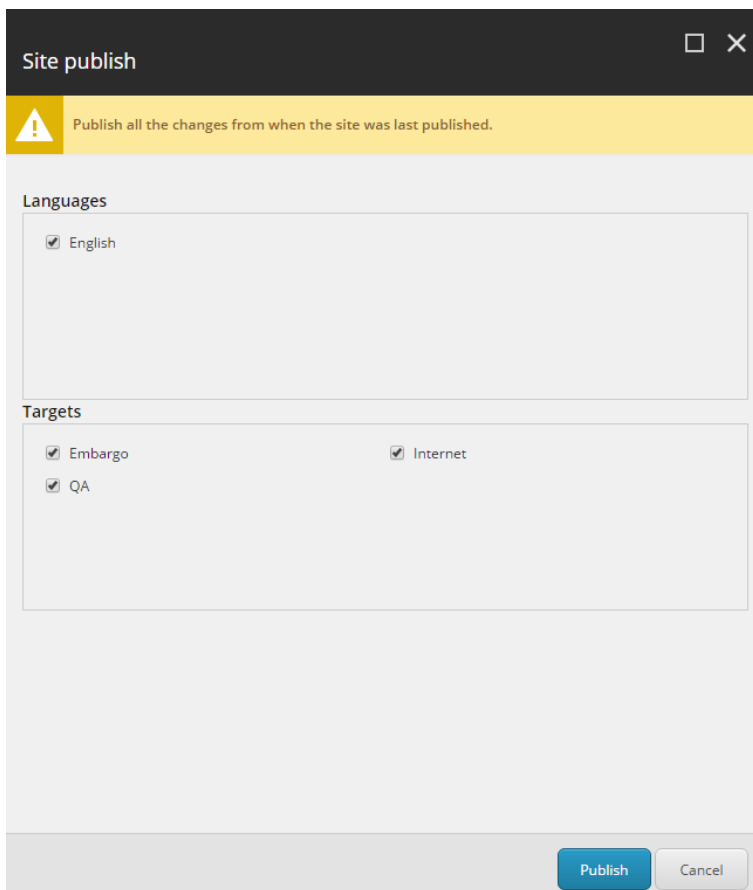 Site publish
Publish all the changes from when the site was last published.
Languages
English
Targets
Embargo
Internet
QA
Publish
Cancel